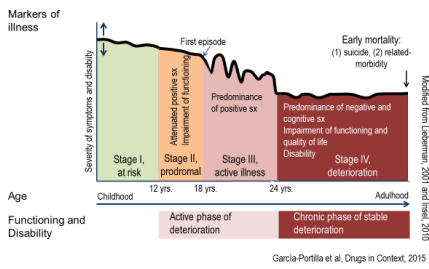 Markers of
illness
First episode
Early mortality:
(1) suicide, (2) related-
morbidity
Severity of symptoms and disability
Attenuated positive sx
Impairment of functioning
Predominance
of positive sx
Predominance of negative and
cognitive sx
Impairment of functioning and
quality of life
Disability
Stage I,
at risk
Stage II,
prodromal
Stage III,
active illness
Stage IV,
deterioration
12 yrs.
18 yrs.
24 yrs.
Age
Childhood
Adulhood
Functioning and
Disability
Active phase of
deterioration
Chronic phase of stable
deterioration
Modified from Lieberman, 2001 and Insel, 2010
García-Portilla et al, Drugs in Context, 2015